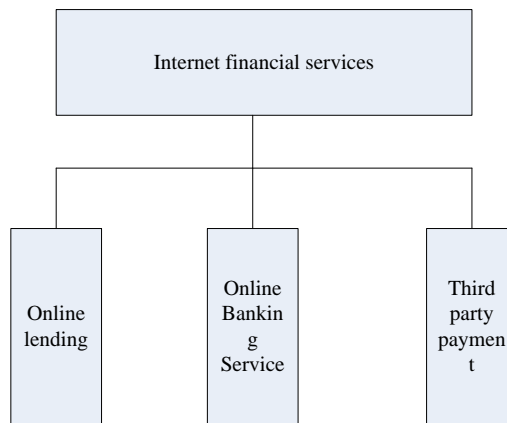 Internet financial services
Online
lending
Online
Bankin
g
Service
Third
party
paymen
t